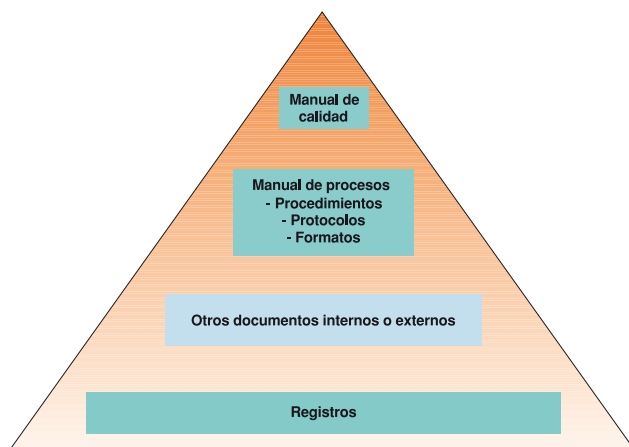 Manual de
calidad
Manual de procesos
- Procedimientos
- Protocolos
- Formatos
Otros documentos internos o externos
Registros